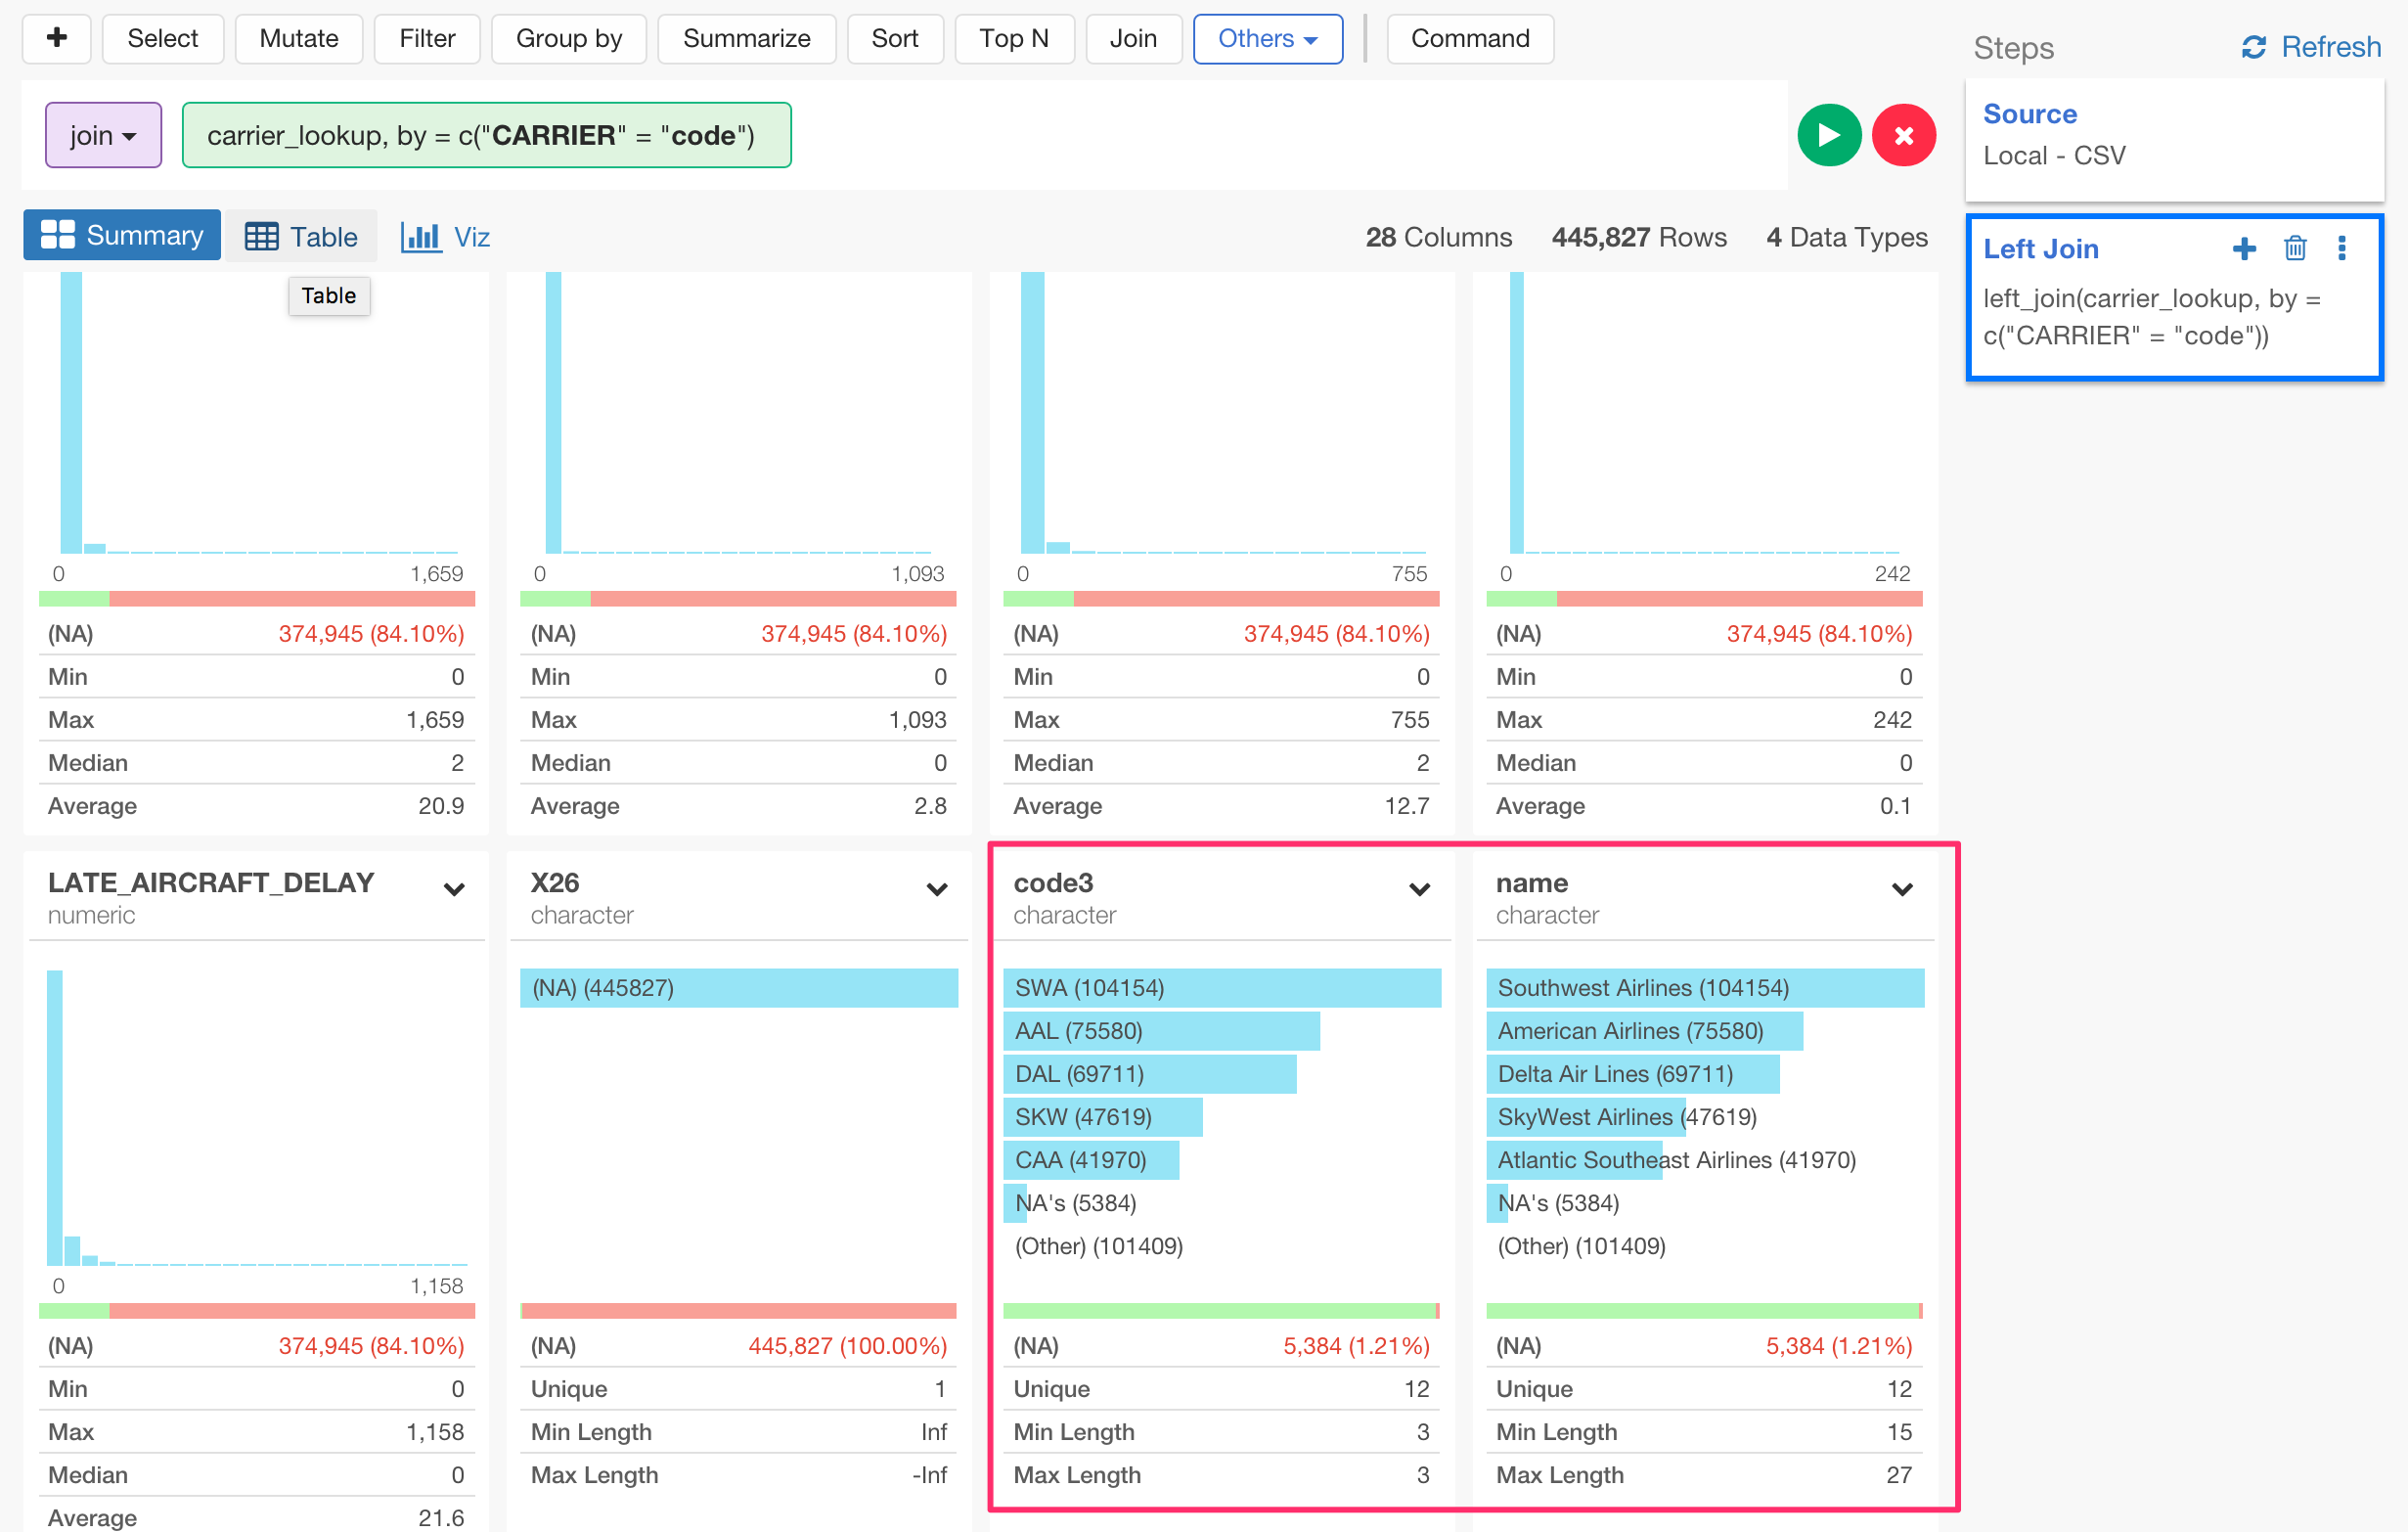 Select Mutate Filter Group by Summarize Sort Top N Join Others Command
Steps Refresh
join carrier_lookup, by = c("CARRIER" = "code")
Source
Local - CSV
Summary Table Viz 28 Columns 445,827 Rows 4 Data Types
Table
Left Join
left_join(carrier_lookup, by =
c("CARRIER" = "code"))
0 1,659
(NA) 374,945 (84.10%)
Min 0
Max 1,659
Median 2
Average 20.9
0 1,093
(NA) 374,945 (84.10%)
Min 0
Max 1,093
Median 0
Average 2.8
0 755
(NA) 374,945 (84.10%)
Min 0
Max 755
Median 2
Average 12.7
0 242
(NA) 374,945 (84.10%)
Min 0
Max 242
Median 0
Average 0.1
LATE_AIRCRAFT_DELAY
numeric
0 1,158
(NA) 374,945 (84.10%)
Min 0
Max 1,158
Median 0
Average 21.6
X26
character
(NA) (445827)
(NA) 445,827 (100.00%)
Unique 1
Min Length Inf
Max Length -Inf
code3
character
SWA (104154)
AAL (75580)
DAL (69711)
SKW (47619)
CAA (41970)
NA's (5384)
(Other) (101409)
(NA) 5,384 (1.21%)
Unique 12
Min Length 3
Max Length 3
name
character
Southwest Airlines (104154)
American Airlines (75580)
Delta Air Lines (69711)
SkyWest Airlines (47619)
Atlantic Southeast Airlines (41970)
NA's (5384)
(Other) (101409)
(NA) 5,384 (1.21%)
Unique 12
Min Length 15
Max Length 27